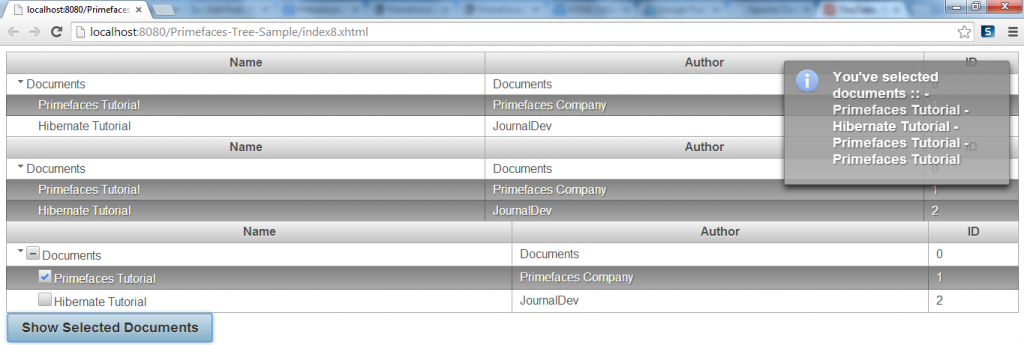 localhost:8080/Primefaces
localhost:8080/Primefaces-Tree-Sample/index8.xhtml
Name Author ID
Documents Documents
Primefaces Tutorial Primefaces Company
Hibernate Tutorial JournalDev
Name Author
Documents Documents
Primefaces Tutorial Primefaces Company 1
Hibernate Tutorial JournalDev 2
You've selected
documents :: -
Primefaces Tutorial -
Hibernate Tutorial -
Primefaces Tutorial -
Primefaces Tutorial
Name Author ID
Documents Documents 0
Primefaces Tutorial Primefaces Company 1
Hibernate Tutorial JournalDev 2
Show Selected Documents